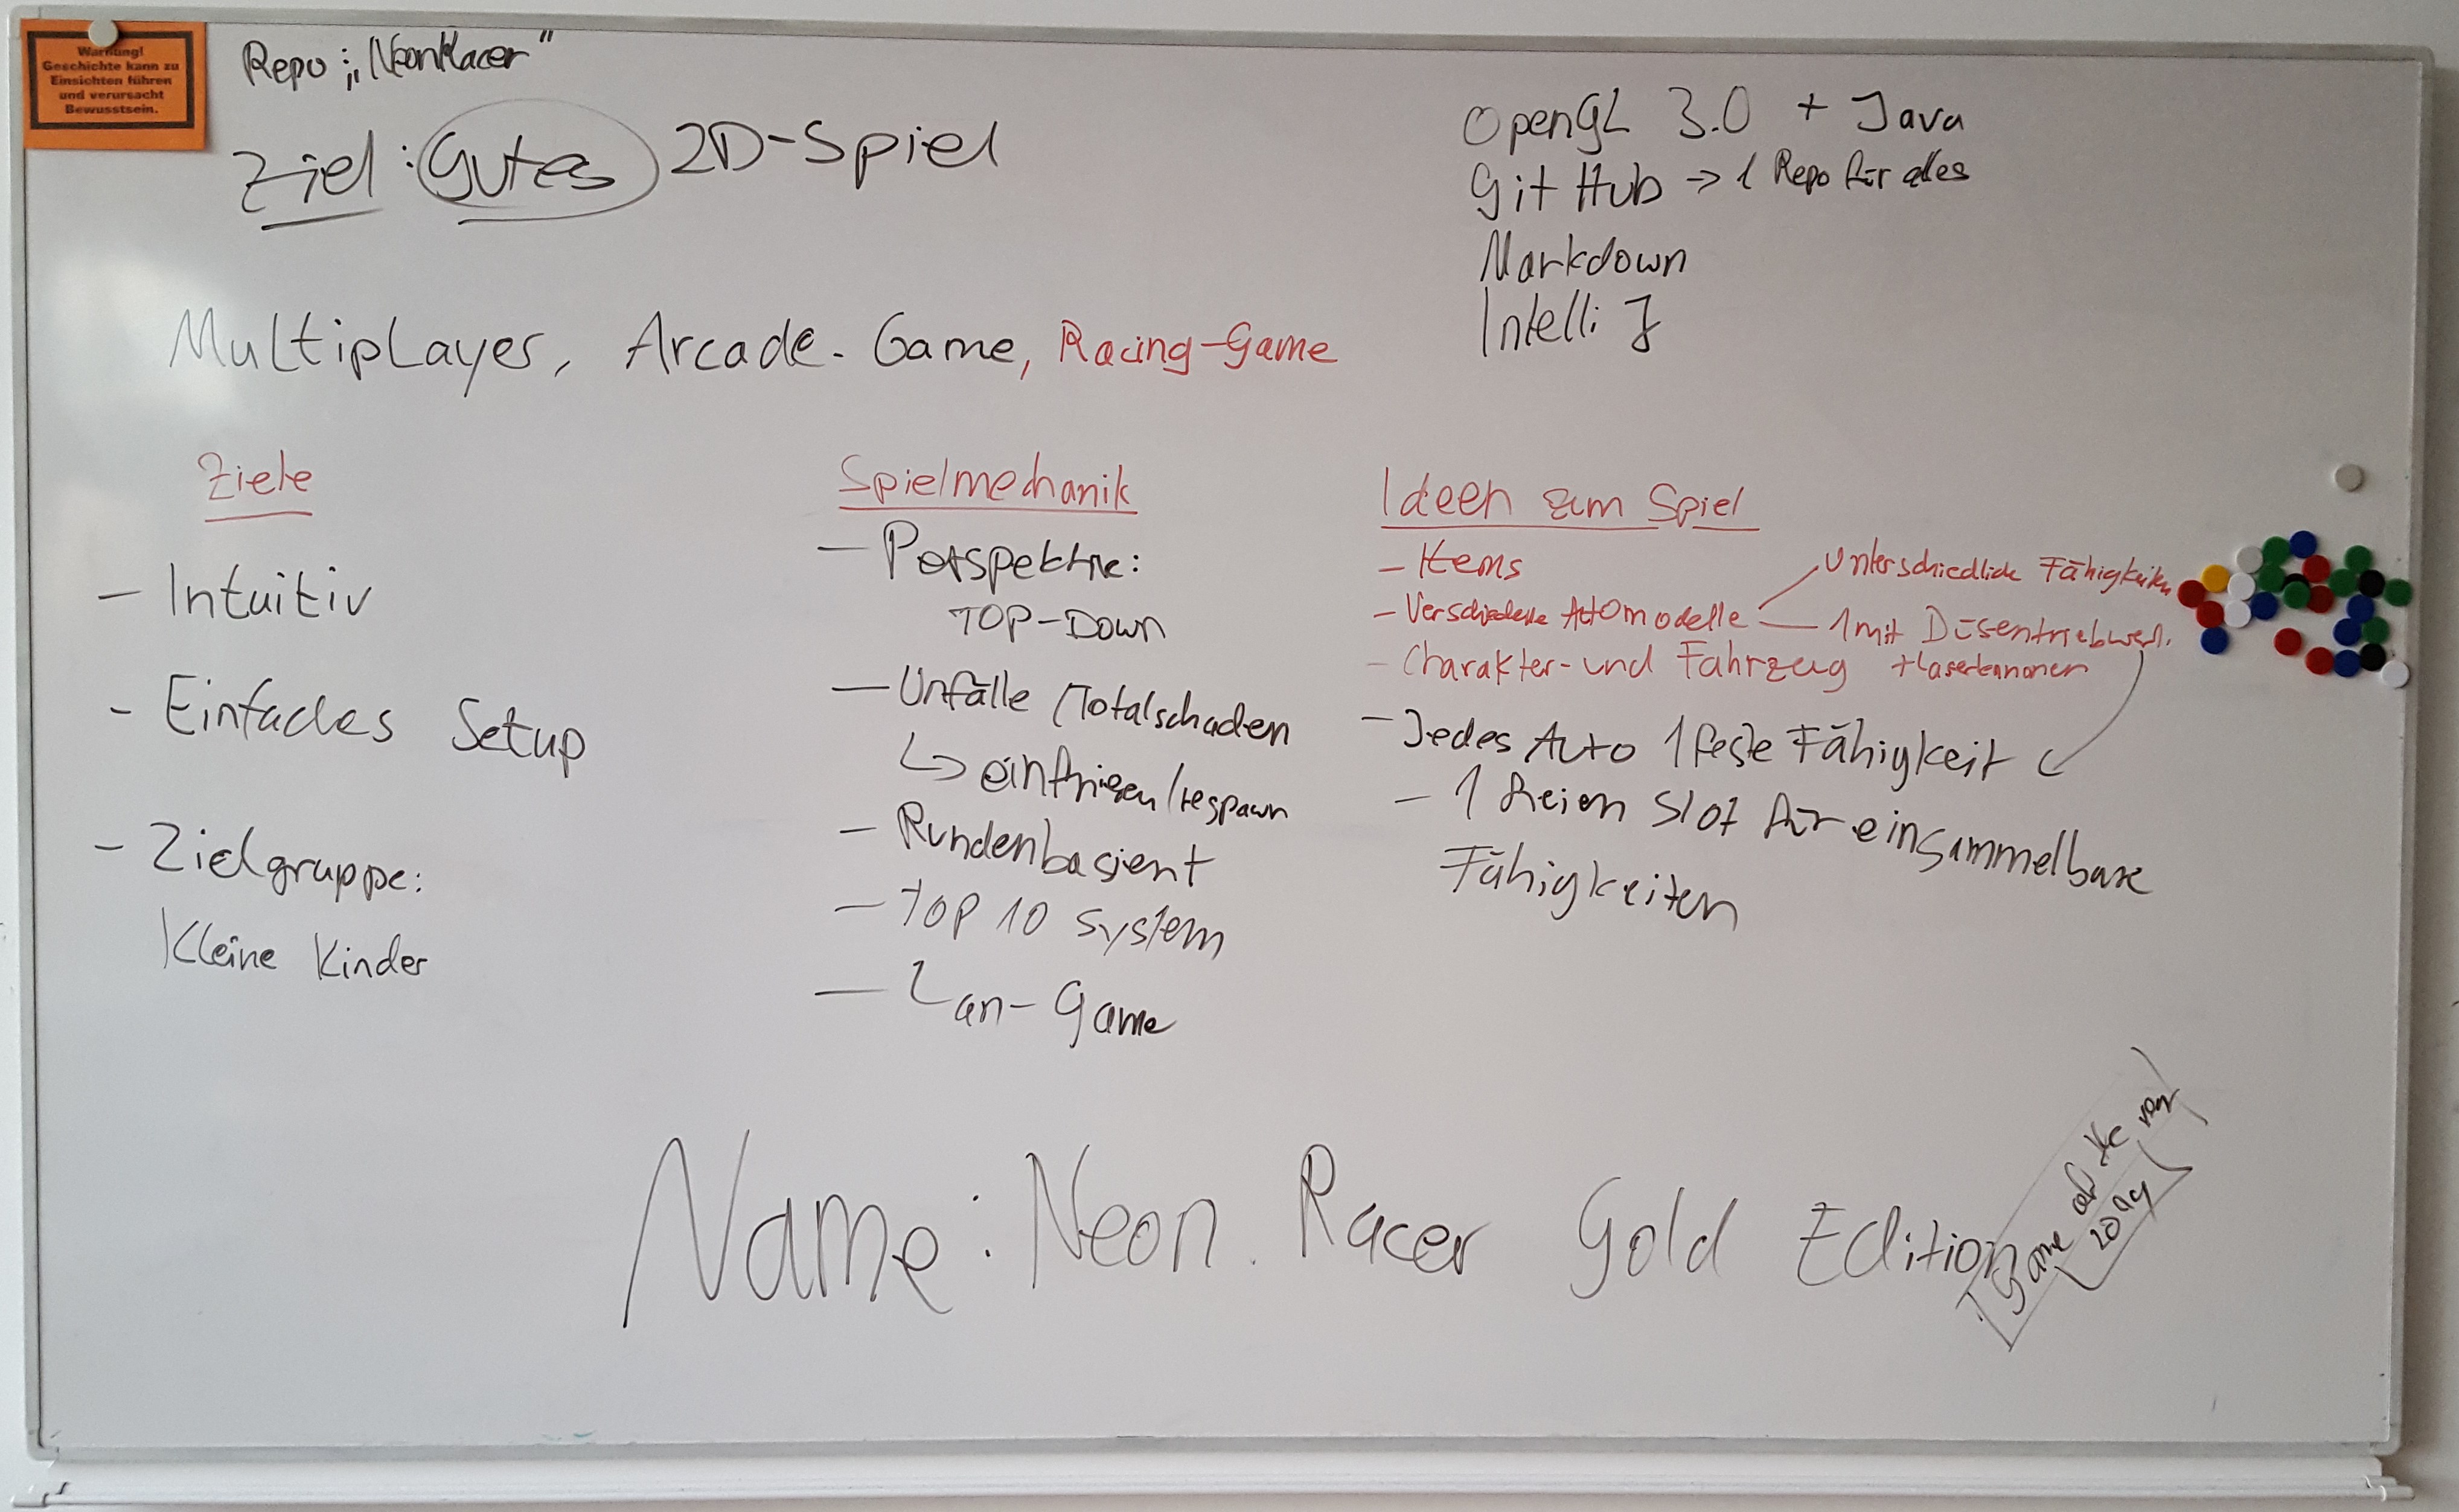 Warnung!
Geschichte kann zu
Einsichten führen
und verursacht
Bewusstsein.
Repo: „NeonRacer"
Ziel: Gutes 2D-Spiel
OpenGL 3.0 + Java
GitHub → 1 Repo für alles
Markdown
IntelliJ
Multiplayer, Arcade-Game, Racing-Game
Ziele
- Intuitiv
- Einfaches Setup
- Zielgruppe:
Kleine Kinder
Spielmechanik
- Perspektive:
TOP-DOWN
- Unfälle / Totalschaden
↳ einfrieren/respawn
- Rundenbasiert
- TOP 10 System
- Lan-Game
Ideen zum Spiel
- Items
- Verschiedene Automodelle
unterschiedliche Fähigkeiten
1 mit Düsentriebwerk
+ Laserkannonen
- Charakter- und Fahrzeug
- Jedes Auto 1 feste Fähigkeit
- 1 freien Slot für einsammelbare
Fähigkeiten
Name: Neon Racer Gold Edition
Game of the year